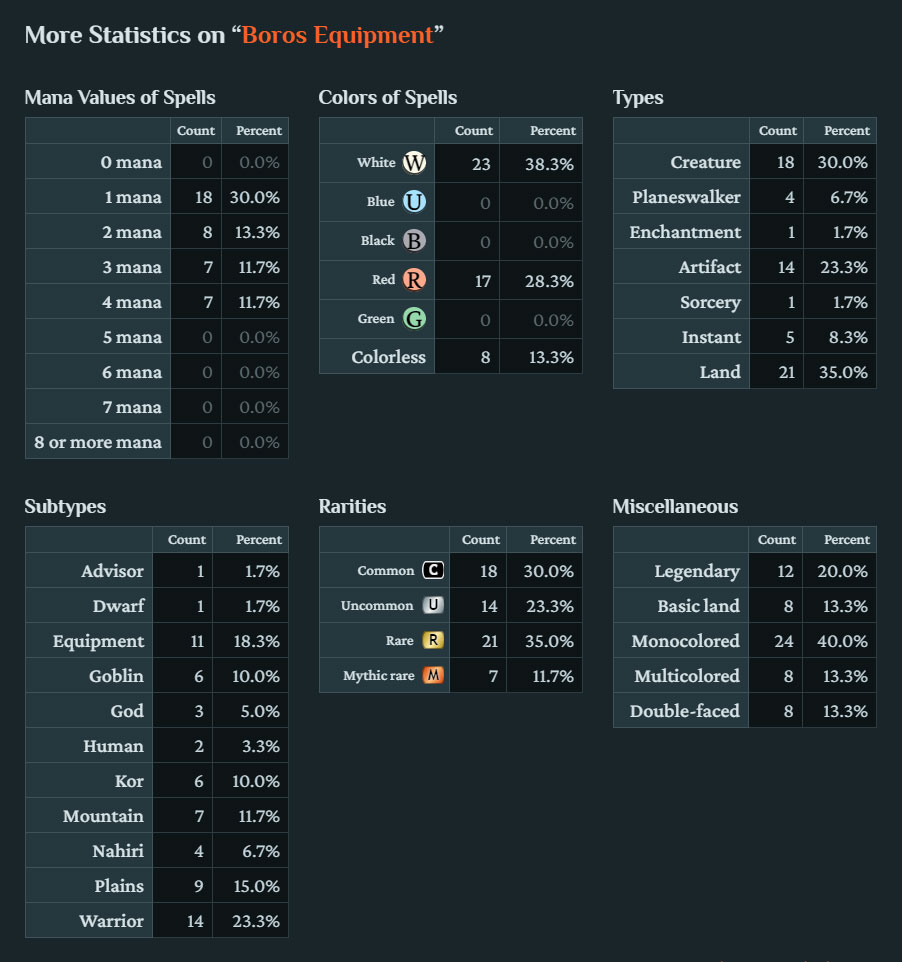 More Statistics on “Boros Equipment”
Mana Values of Spells
Count Percent
0 mana 0 0.0%
1 mana 18 30.0%
2 mana 8 13.3%
3 mana 7 11.7%
4 mana 7 11.7%
5 mana 0 0.0%
6 mana 0 0.0%
7 mana 0 0.0%
8 or more mana 0 0.0%
Colors of Spells
Count Percent
White W 23 38.3%
Blue U 0 0.0%
Black B 0 0.0%
Red R 17 28.3%
Green G 0 0.0%
Colorless 8 13.3%
Types
Count Percent
Creature 18 30.0%
Planeswalker 4 6.7%
Enchantment 1 1.7%
Artifact 14 23.3%
Sorcery 1 1.7%
Instant 5 8.3%
Land 21 35.0%
Subtypes
Count Percent
Advisor 1 1.7%
Dwarf 1 1.7%
Equipment 11 18.3%
Goblin 6 10.0%
God 3 5.0%
Human 2 3.3%
Kor 6 10.0%
Mountain 7 11.7%
Nahiri 4 6.7%
Plains 9 15.0%
Warrior 14 23.3%
Rarities
Count Percent
Common C 18 30.0%
Uncommon U 14 23.3%
Rare R 21 35.0%
Mythic rare M 7 11.7%
Miscellaneous
Count Percent
Legendary 12 20.0%
Basic land 8 13.3%
Monocolored 24 40.0%
Multicolored 8 13.3%
Double-faced 8 13.3%